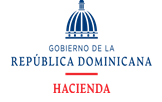 GOBIERNO DE LA
REPÚBLICA DOMINICANA
HACIENDA